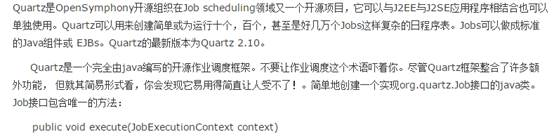 Quartz是OpenSymphony开源组织在Job scheduling领域又一个开源项目，它可以与J2EE与J2SE应用程序相结合也可以
单独使用。Quartz可以用来创建简单或为运行十个，百个，甚至是好几万个Jobs这样复杂的日程序表。Jobs可以做成标准
的Java组件或 EJBs。Quartz的最新版本为Quartz 2.10。
Quartz是一个完全由java编写的开源作业调度框架。不要让作业调度这个术语吓着你。尽管Quartz框架整合了许多额
外功能， 但就其简易形式看，你会发现它易用得简直让人受不了！。简单地创建一个实现org.quartz.Job接口的java类。
Job接口包含唯一的方法：
public void execute(JobExecutionContext context)